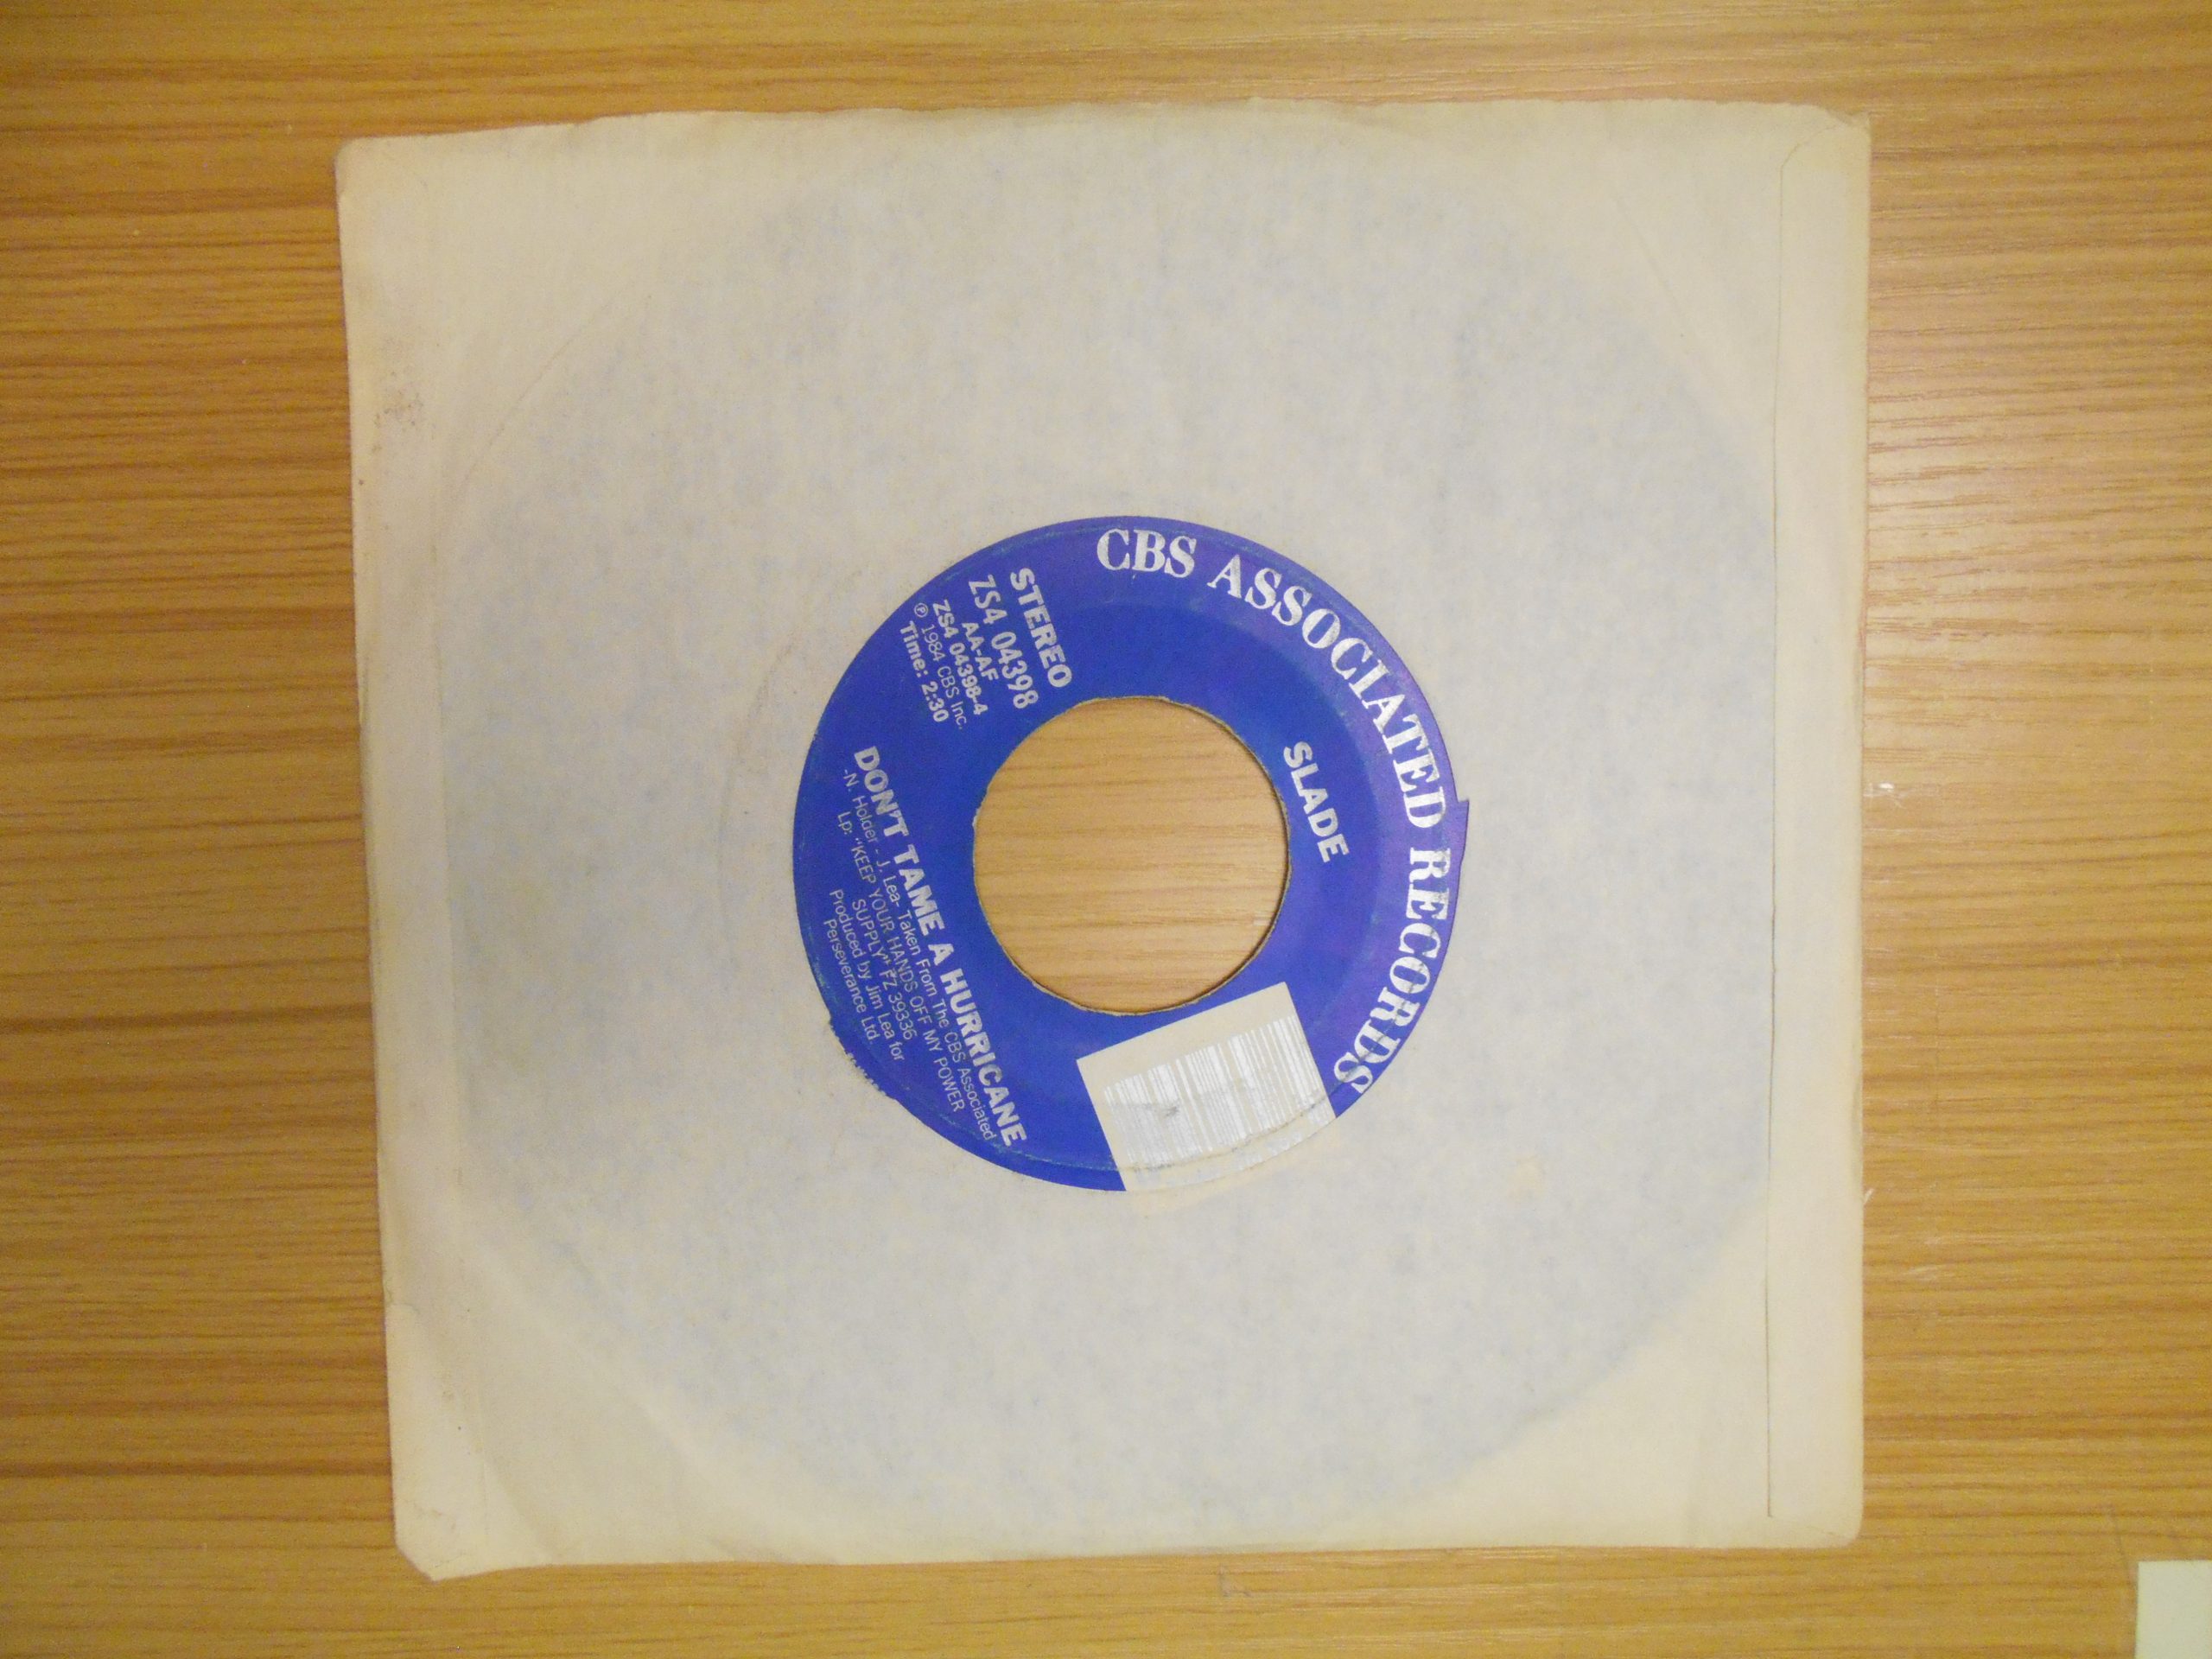 CBS ASSOCIATED RECORDS
SLADE
STEREO
ZS4 04398
AA-AF
ZS4 04398-4
℗ 1984 CBS Inc.
Time: 2:30
DON'T TAME A HURRICANE
-N. Holder - J. Lea- Taken From The CBS Associated
Lp: "KEEP YOUR HANDS OFF MY POWER
SUPPLY" FZ 39336
Produced by Jim Lea for
Perseverance Ltd.